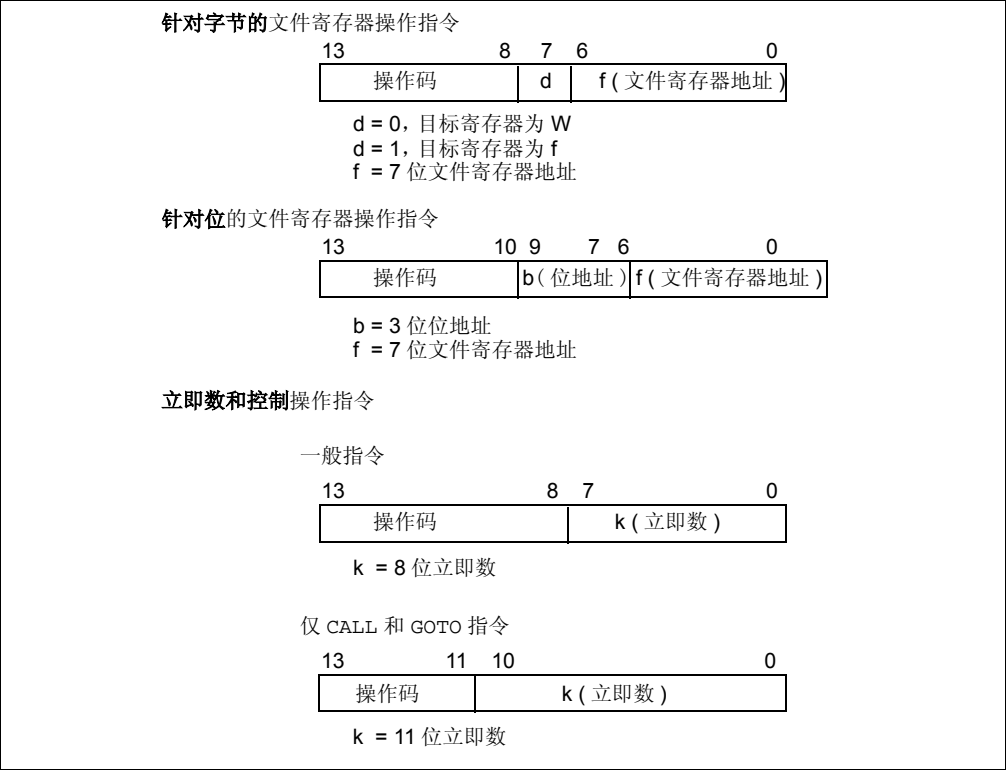 针对字节的文件寄存器操作指令
13 8 7 6 0
操作码 d f ( 文件寄存器地址 )
d = 0，目标寄存器为 W
d = 1，目标寄存器为 f
f = 7 位文件寄存器地址
针对位的文件寄存器操作指令
13 10 9 7 6 0
操作码 b（位地址） f ( 文件寄存器地址 )
b = 3 位位地址
f = 7 位文件寄存器地址
立即数和控制操作指令
一般指令
13 8 7 0
操作码 k ( 立即数 )
k = 8 位立即数
仅 CALL 和 GOTO 指令
13 11 10 0
操作码 k ( 立即数 )
k = 11 位立即数